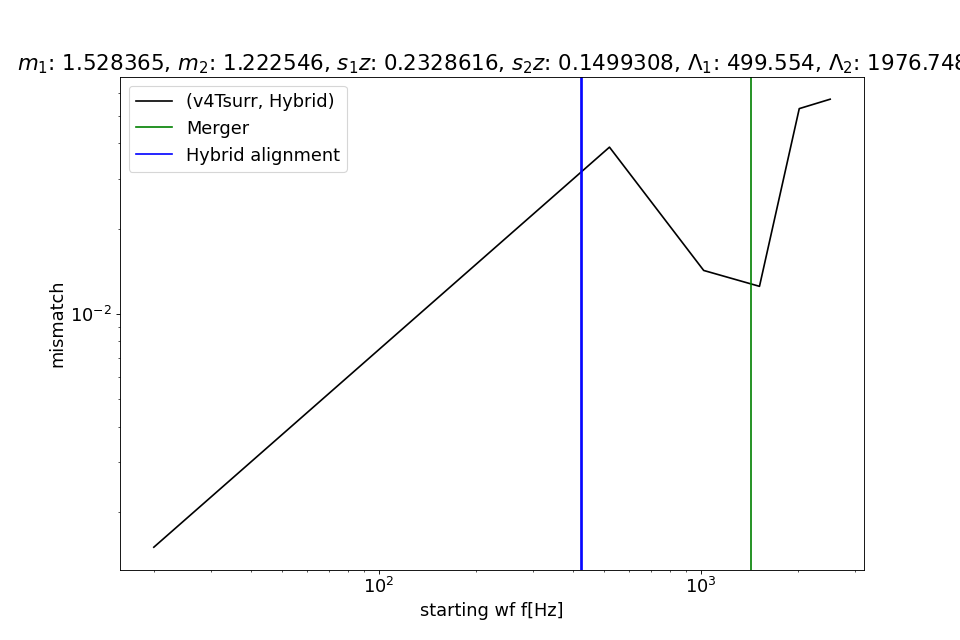 m₁: 1.528365, m₂: 1.222546, s₁z: 0.2328616, s₂z: 0.1499308, Λ₁: 499.554, Λ₂: 1976.748
(v4Tsurr, Hybrid)
Merger
Hybrid alignment
mismatch
10⁻²
10² 10³
starting wf f[Hz]